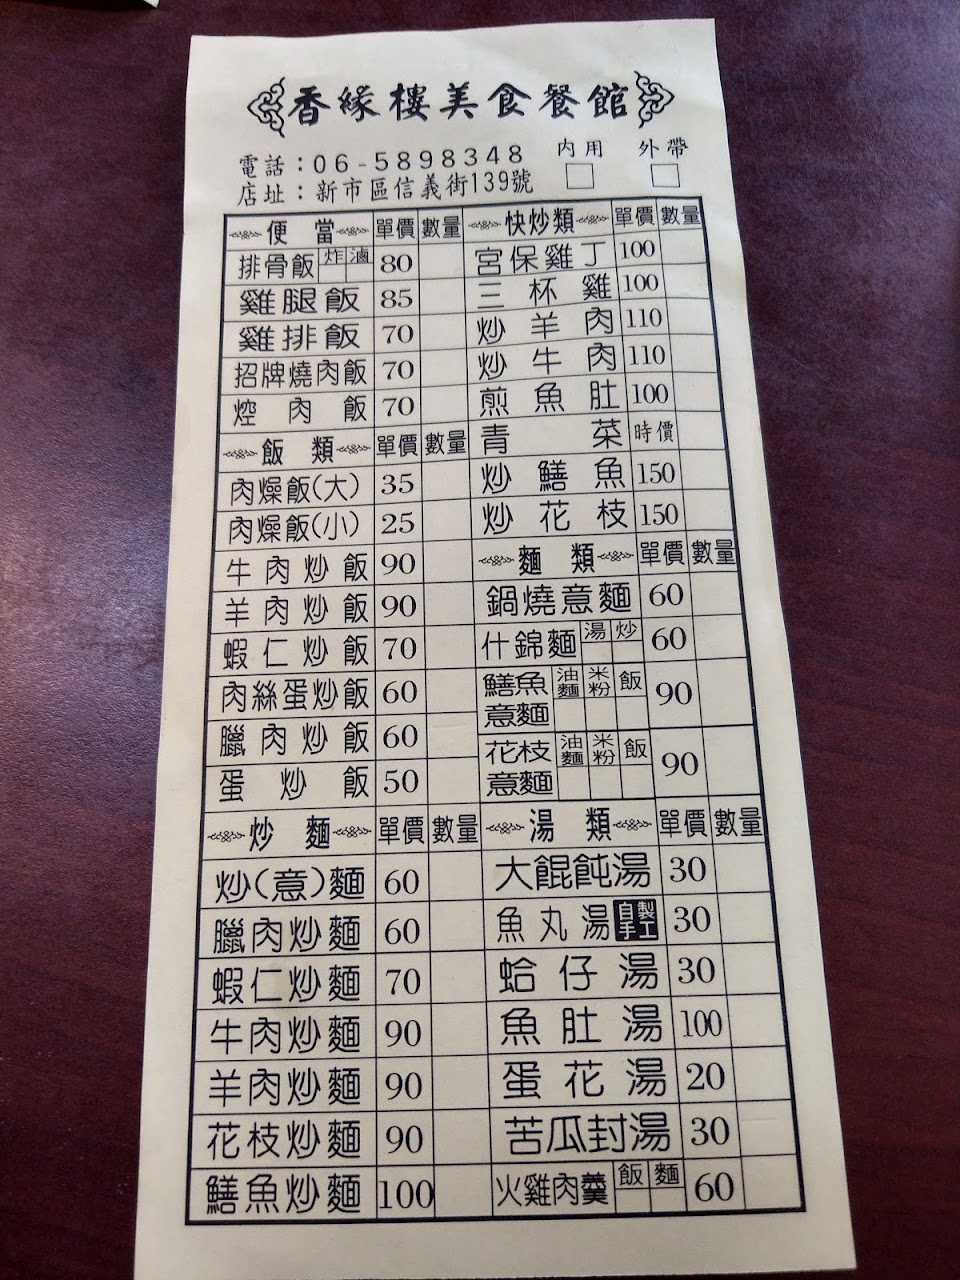 香緣樓美食餐館
電話：06-5898348
店址：新市區信義街139號
內用 外帶
便當 單價 數量
排骨飯 炸 滷 80
雞腿飯 85
雞排飯 70
招牌燒肉飯 70
焢肉飯 70
飯類 單價 數量
肉燥飯(大) 35
肉燥飯(小) 25
牛肉炒飯 90
羊肉炒飯 90
蝦仁炒飯 70
肉絲蛋炒飯 60
臘肉炒飯 60
蛋炒飯 50
炒麵 單價 數量
炒(意)麵 60
臘肉炒麵 60
蝦仁炒麵 70
牛肉炒麵 90
羊肉炒麵 90
花枝炒麵 90
鱔魚炒麵 100
快炒類 單價 數量
宮保雞丁 100
三杯雞 100
炒羊肉 110
炒牛肉 110
煎魚肚 100
青菜 時價
炒鱔魚 150
炒花枝 150
麵類 單價 數量
鍋燒意麵 60
什錦麵 湯 炒 60
鱔魚意麵 油麵 米粉 飯 90
花枝意麵 油麵 米粉 飯 90
湯類 單價 數量
大餛飩湯 30
魚丸湯 手工自製 30
蛤仔湯 30
魚肚湯 100
蛋花湯 20
苦瓜封湯 30
火雞肉羹 飯 麵 60